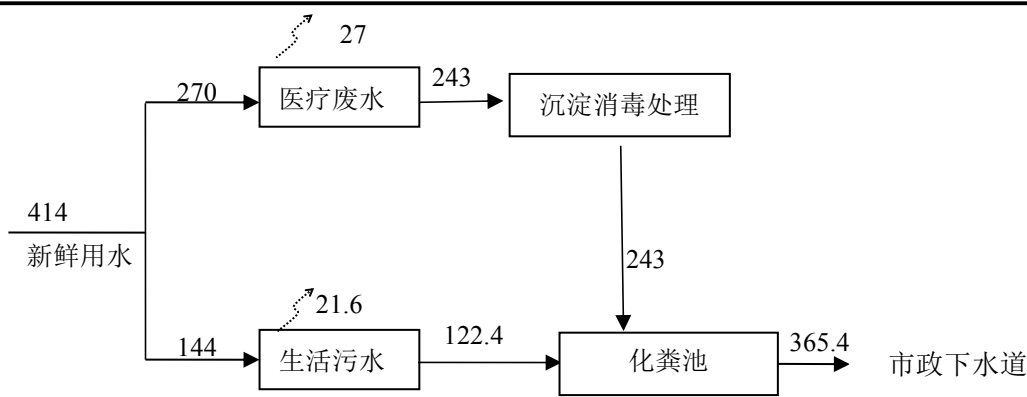 27
270
医疗废水
243
沉淀消毒处理
414
新鲜用水
243
21.6
144
生活污水
122.4
化粪池
365.4
市政下水道